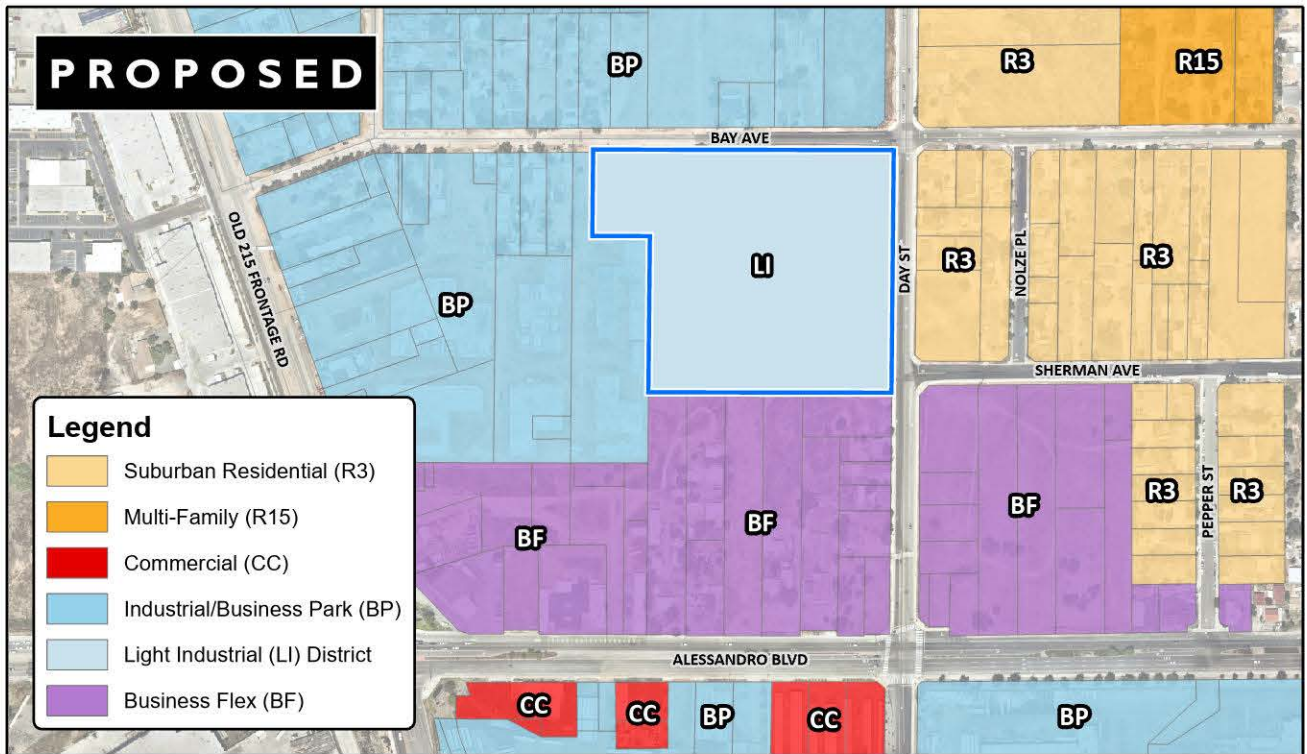 PROPOSED
BP
R3
R15
BAY AVE
OLD 215 FRONTAGE RD
BP
LI
DAY ST
R3
NOLZE PL
R3
SHERMAN AVE
BF
BF
BF
R3
PEPPER ST
R3
ALESSANDRO BLVD
CC
CC
BP
CC
BP
Legend
Suburban Residential (R3)
Multi-Family (R15)
Commercial (CC)
Industrial/Business Park (BP)
Light Industrial (LI) District
Business Flex (BF)